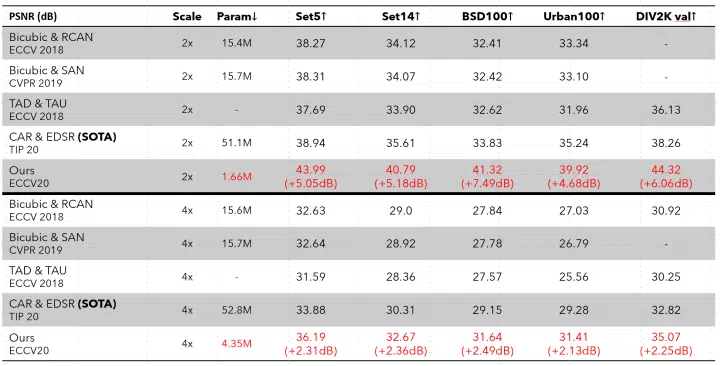 PSNR (dB) Scale Param↓ Set5↑ Set14↑ BSD100↑ Urban100↑ DIV2K val↑
Bicubic & RCAN
ECCV 2018 2x 15.4M 38.27 34.12 32.41 33.34 -
Bicubic & SAN
CVPR 2019 2x 15.7M 38.31 34.07 32.42 33.10 -
TAD & TAU
ECCV 2018 2x - 37.69 33.90 32.62 31.96 36.13
CAR & EDSR (SOTA)
TIP 20 2x 51.1M 38.94 35.61 33.83 35.24 38.26
Ours 43.99 40.79 41.32 39.92 44.32
ECCV20 2x 1.66M (+5.05dB) (+5.18dB) (+7.49dB) (+4.68dB) (+6.06dB)
Bicubic & RCAN
ECCV 2018 4x 15.6M 32.63 29.0 27.84 27.03 30.92
Bicubic & SAN
CVPR 2019 4x 15.7M 32.64 28.92 27.78 26.79 -
TAD & TAU
ECCV 2018 4x - 31.59 28.36 27.57 25.56 30.25
CAR & EDSR (SOTA)
TIP 20 4x 52.8M 33.88 30.31 29.15 29.28 32.82
Ours 36.19 32.67 31.64 31.41 35.07
ECCV20 4x 4.35M (+2.31dB) (+2.36dB) (+2.49dB) (+2.13dB) (+2.25dB)